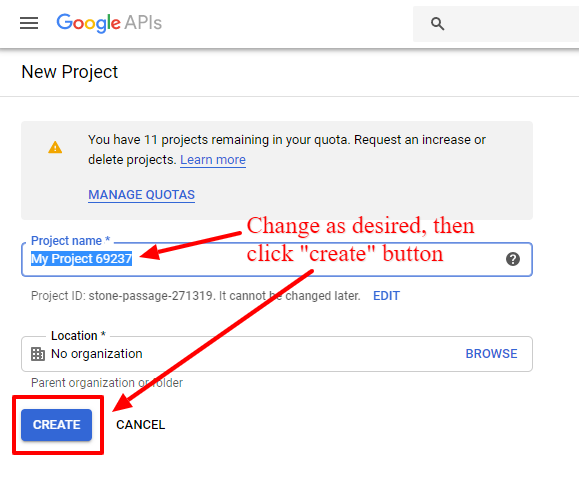 Google APIs
New Project
You have 11 projects remaining in your quota. Request an increase or
delete projects. Learn more
MANAGE QUOTAS
Change as desired, then
click "create" button
Project name *
My Project 69237
Project ID: stone-passage-271319. It cannot be changed later. EDIT
Location *
No organization BROWSE
Parent organization or folder
CREATE CANCEL